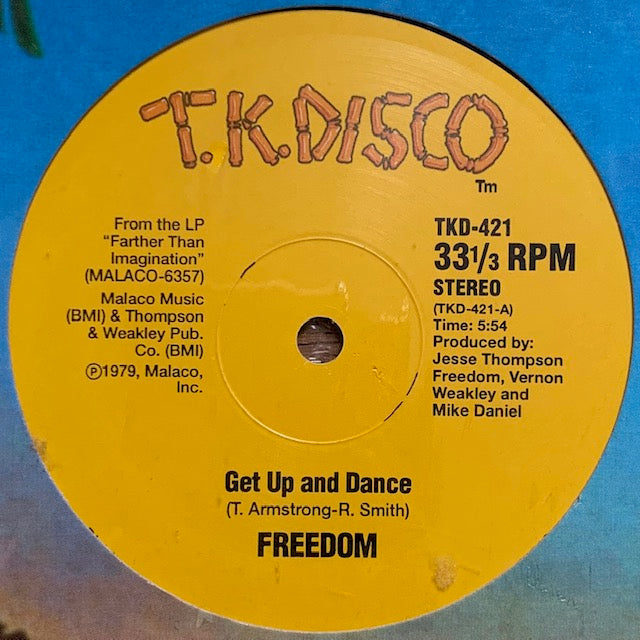 T.K.DISCO
Tm
From the LP
"Farther Than
Imagination"
(MALACO-6357)
Malaco Music
(BMI) & Thompson
& Weakley Pub.
Co. (BMI)
℗1979, Malaco,
Inc.
TKD-421
33⅓ RPM
STEREO
(TKD-421-A)
Time: 5:54
Produced by:
Jesse Thompson
Freedom, Vernon
Weakley and
Mike Daniel
Get Up and Dance
(T. Armstrong-R. Smith)
FREEDOM